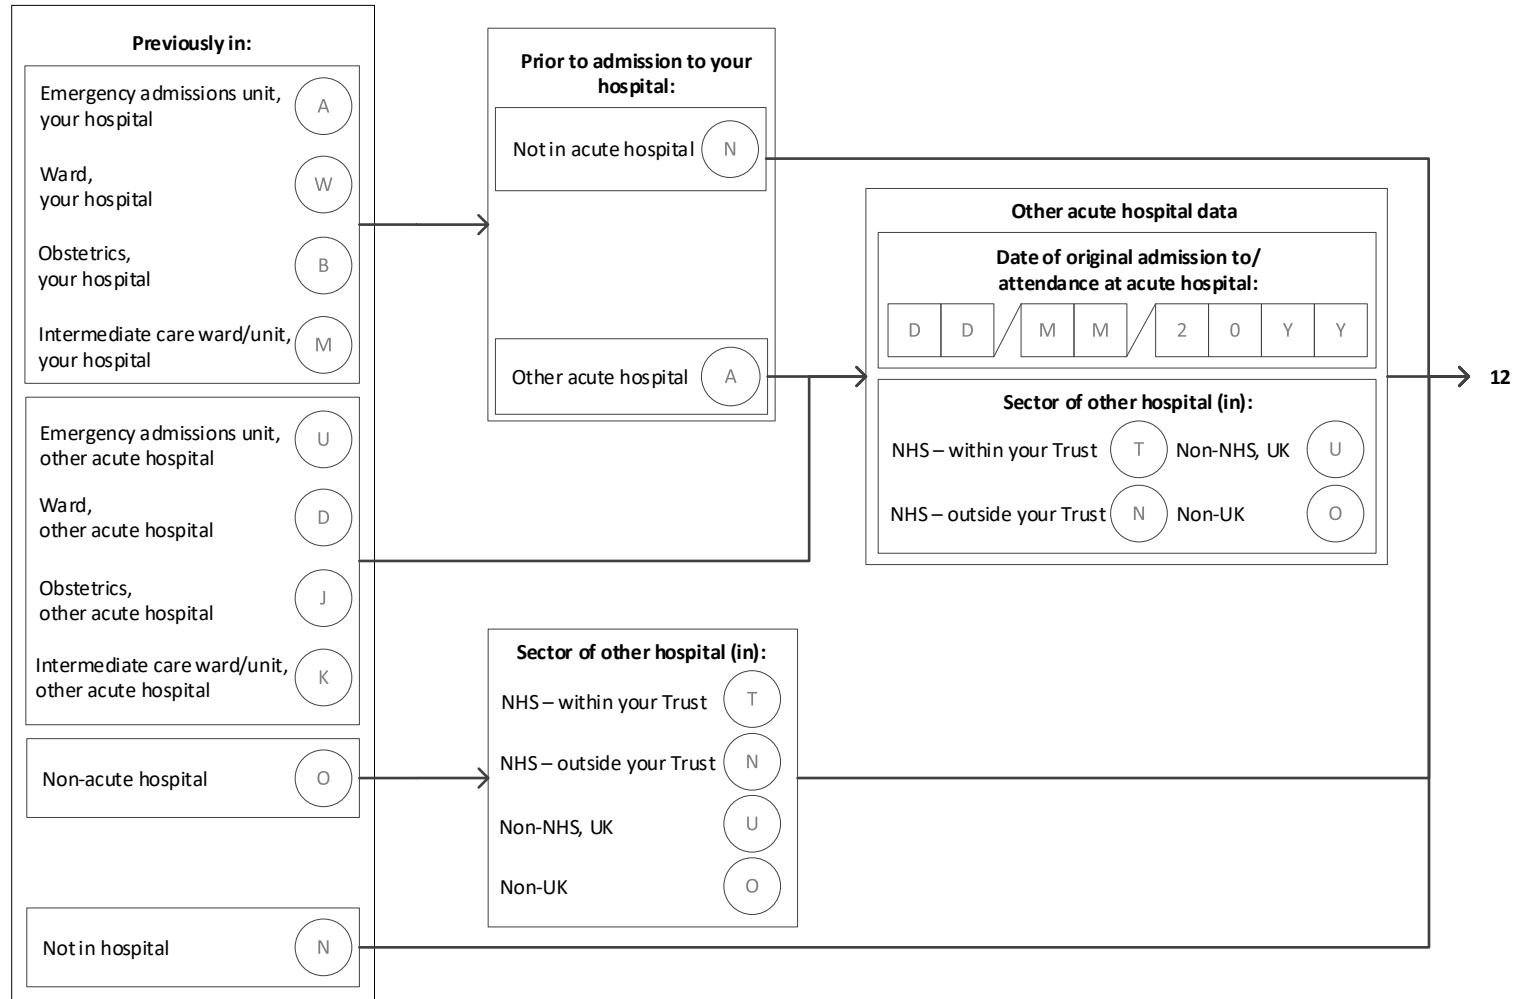 Previously in:
Emergency admissions unit,
your hospital
A
Ward,
your hospital
W
Obstetrics,
your hospital
B
Intermediate care ward/unit,
your hospital
M
Emergency admissions unit,
other acute hospital
U
Ward,
other acute hospital
D
Obstetrics,
other acute hospital
J
Intermediate care ward/unit,
other acute hospital
K
Non-acute hospital O
Not in hospital N
Prior to admission to your
hospital:
Not in acute hospital N
Other acute hospital A
Sector of other hospital (in):
NHS – within your Trust T
NHS – outside your Trust N
Non-NHS, UK U
Non-UK O
Other acute hospital data
Date of original admission to/
attendance at acute hospital:
D D / M M / 2 0 Y Y
Sector of other hospital (in):
NHS – within your Trust T Non-NHS, UK U
NHS – outside your Trust N Non-UK O
12